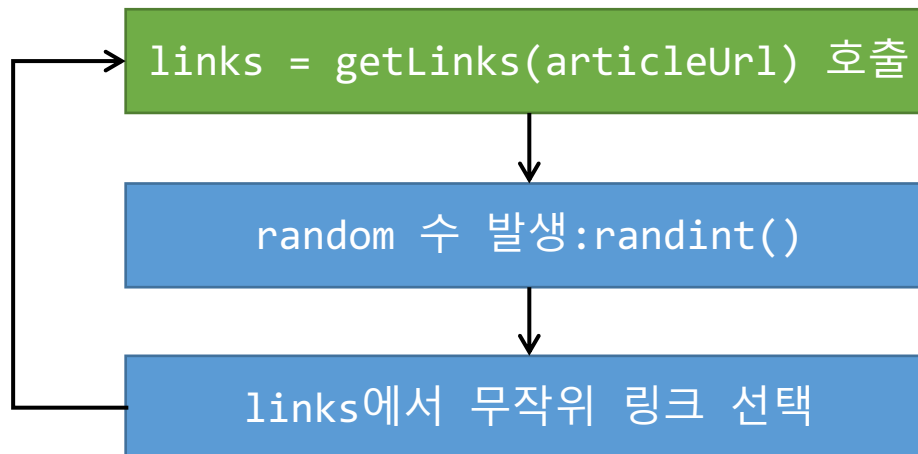 links = getLinks(articleUrl) 호출
random 수 발생:randint()
links에서 무작위 링크 선택